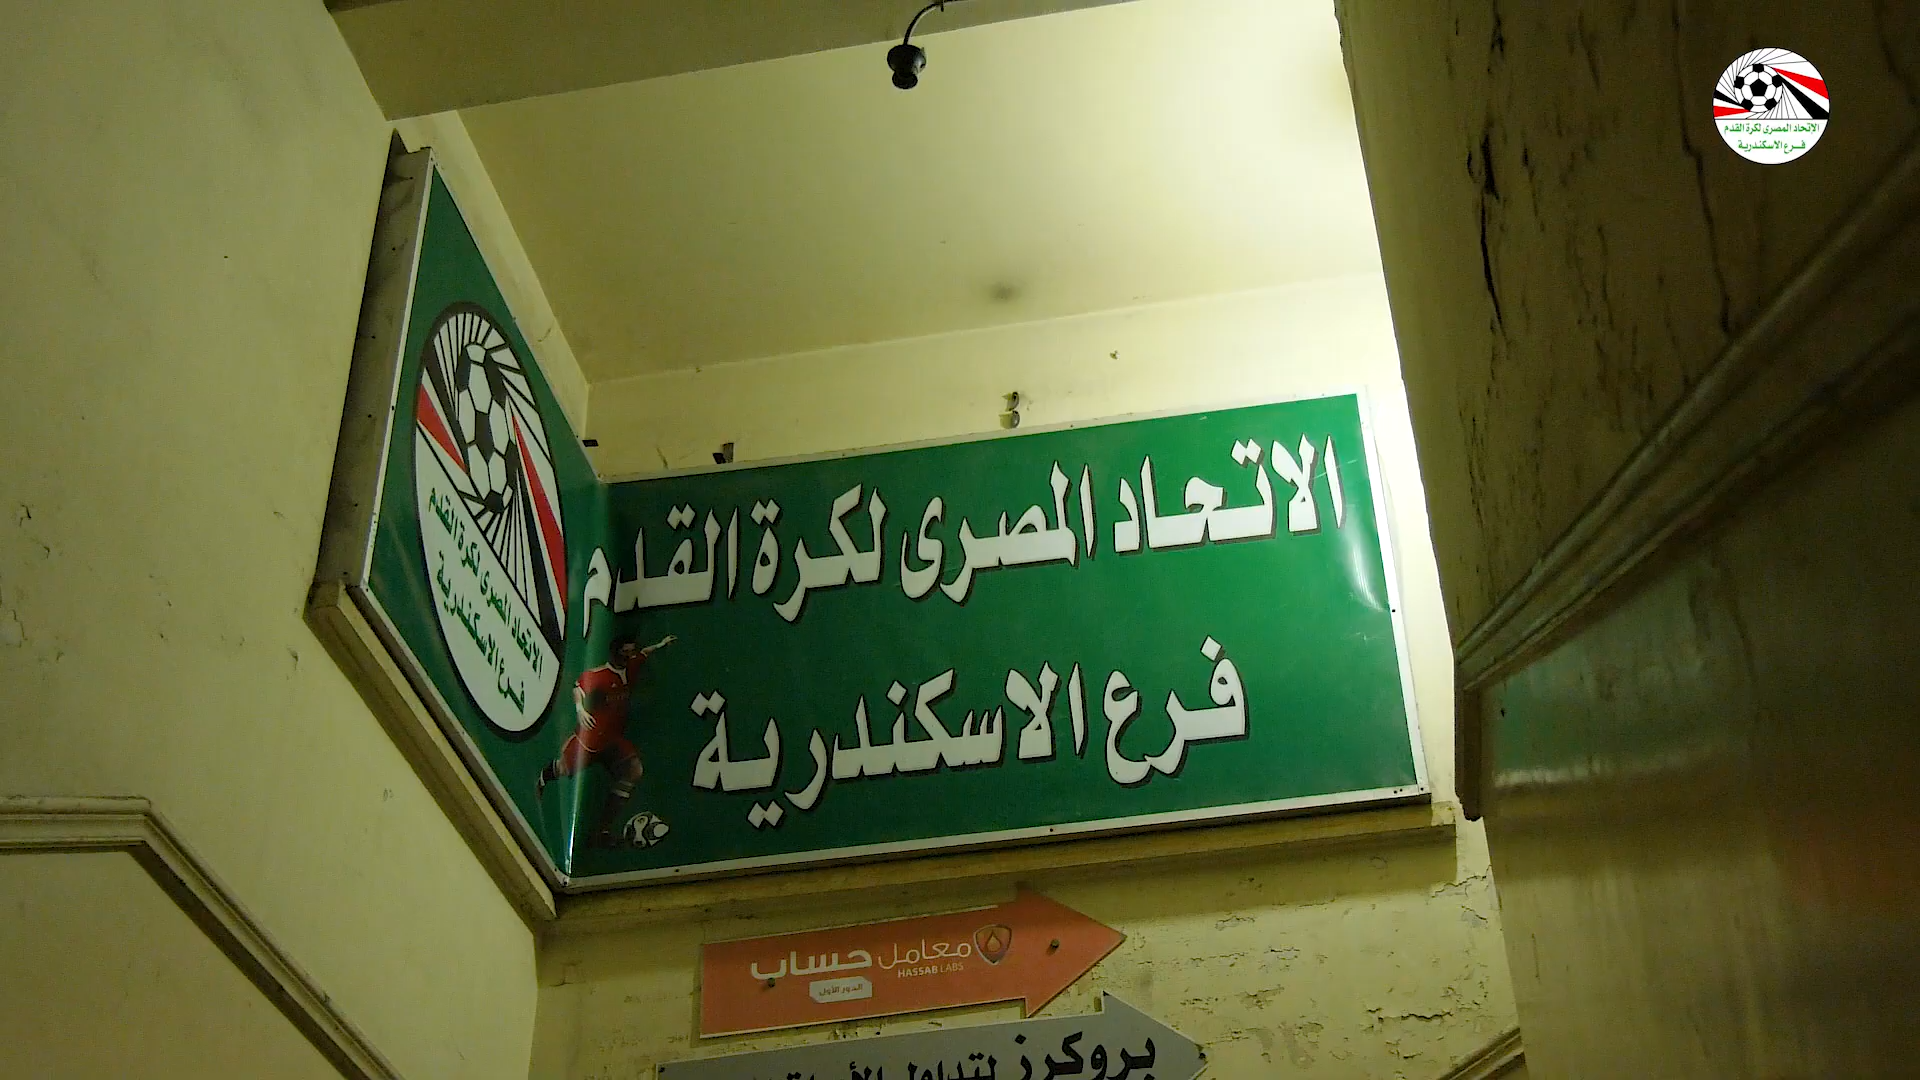 الاتحاد المصرى لكرة القدم
فرع الاسكندرية
الاتحاد المصرى لكرة القدم
فرع الاسكندرية
الاتحاد المصرى لكرة القدم
فرع الاسكندرية
معامل حساب
HASSAB LABS
الدور الأول
بروكرز لتداول